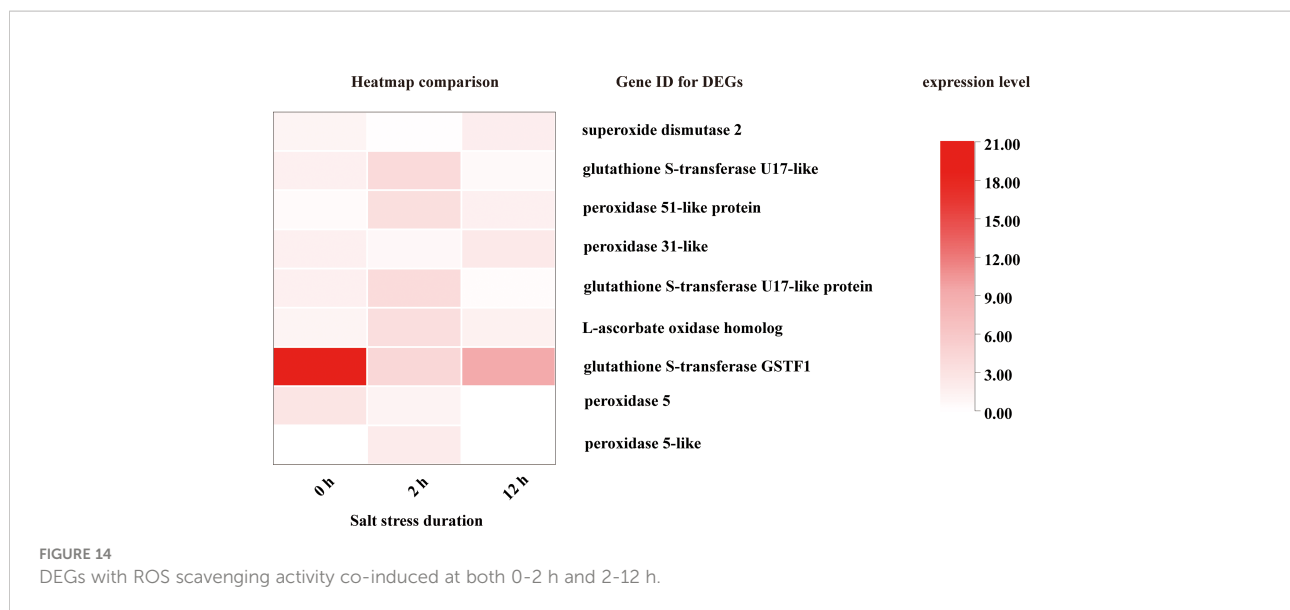 Heatmap comparison
Gene ID for DEGs
expression level
superoxide dismutase 2
glutathione S-transferase U17-like
peroxidase 51-like protein
peroxidase 31-like
glutathione S-transferase U17-like protein
L-ascorbate oxidase homolog
glutathione S-transferase GSTF1
peroxidase 5
peroxidase 5-like
21.00
18.00
15.00
12.00
9.00
6.00
3.00
0.00
0 h
2 h
12 h
Salt stress duration
FIGURE 14
DEGs with ROS scavenging activity co-induced at both 0-2 h and 2-12 h.